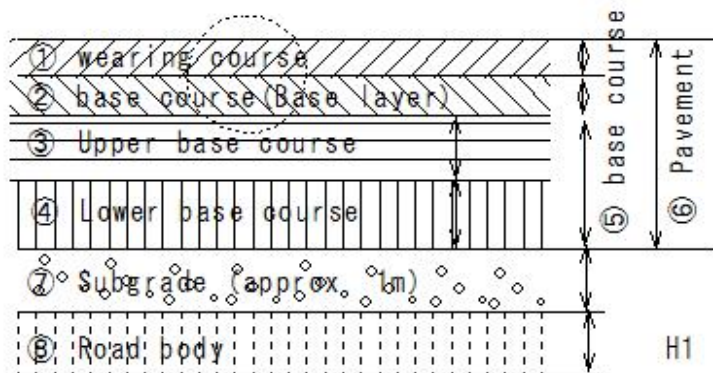 ① wearing course
② base course(Base layer)
③ Upper base course
④ Lower base course
⑤ base course
⑥ Pavement
⑦ Subgrade (approx. 1m)
⑧ Road body
H1